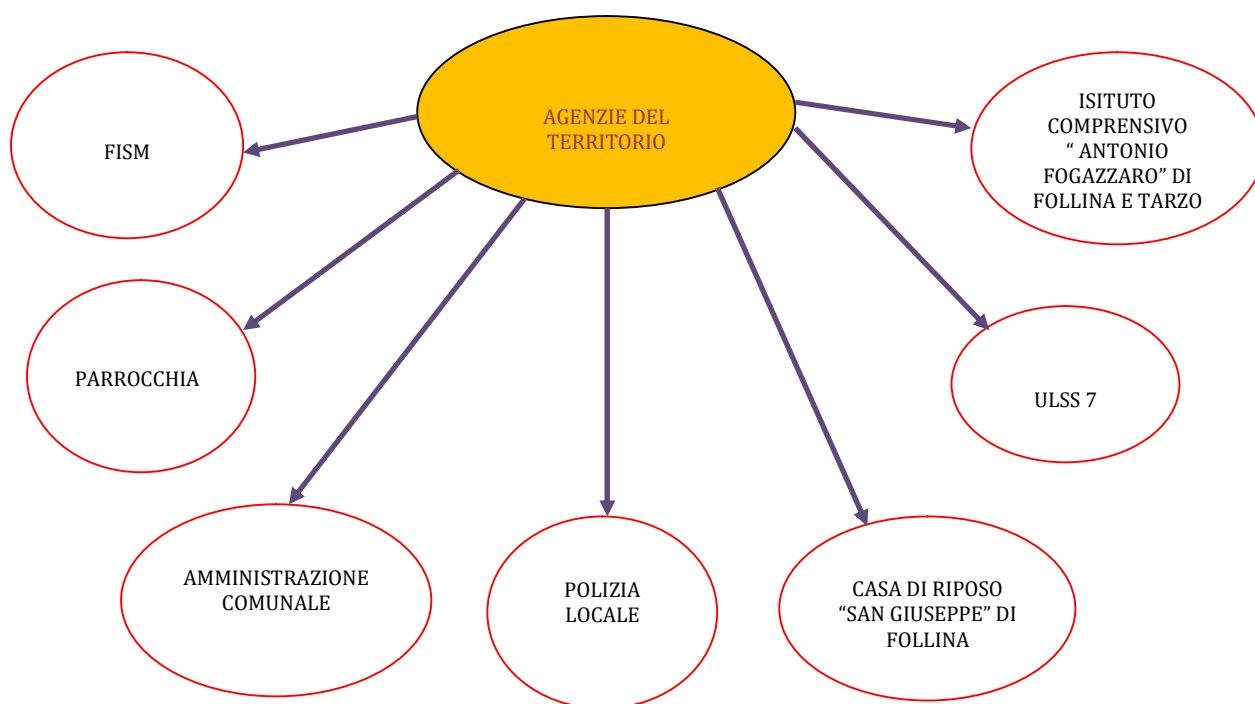 AGENZIE DEL
TERRITORIO
FISM
ISITUTO
COMPRENSIVO
“ ANTONIO
FOGAZZARO” DI
FOLLINA E TARZO
PARROCCHIA
ULSS 7
AMMINISTRAZIONE
COMUNALE
POLIZIA
LOCALE
CASA DI RIPOSO
“SAN GIUSEPPE” DI
FOLLINA